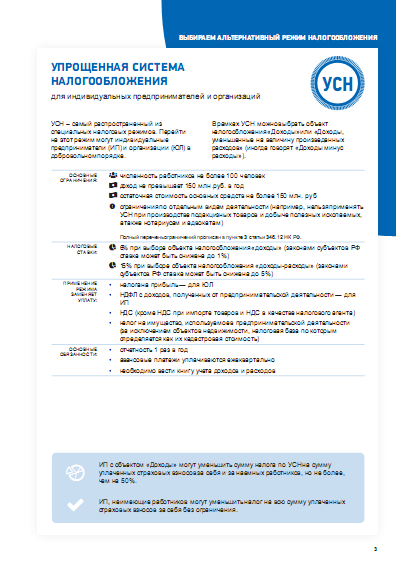 ВЫБИРАЕМ АЛЬТЕРНАТИВНЫЙ РЕЖИМ НАЛОГООБЛОЖЕНИЯ
УПРОЩЕННАЯ СИСТЕМА
НАЛОГООБЛОЖЕНИЯ
УСН
для индивидуальных предпринимателей и организаций
УСН – самый распространенный из
специальных налоговых режимов. Перейти
на этот режим могут индивидуальные
предприниматели (ИП) и организации (ЮЛ) в
добровольном порядке.
В рамках УСН можно выбрать объект
налогообложения «Доходы» или «Доходы,
уменьшенные на величину произведенных
расходов» (иногда говорят «Доходы минус
расходы»).
ОСНОВНЫЕ
ОГРАНИЧЕНИЯ:
численность работников не более 100 человек
доход не превышает 150 млн руб. в год
остаточная стоимость основных средств не более 150 млн. руб
ограничения по отдельным видам деятельности (например, нельзя применять
УСН при производстве подакцизных товаров и добыче полезных ископаемых,
а также нотариусам и адвокатам)
Полный перечень ограничений прописан в пункте 3 статьи 346.12 НК РФ.
НАЛОГОВЫЕ
СТАВКИ:
6% при выборе объекта налогообложения «доходы» (законами субъектов РФ
ставка может быть снижена до 1%)
15% при выборе объекта налогообложения «доходы-расходы» (законами
субъектов РФ ставка может быть снижена до 5%)
ПРИМЕНЕНИЕ
РЕЖИМА
ЗАМЕНЯЕТ
УПЛАТУ:
• налога на прибыль — для ЮЛ
• НДФЛ с доходов, полученных от предпринимательской деятельности — для
ИП
• НДС (кроме НДС при импорте товаров и НДС в качестве налогового агента)
• налог на имущество, используемое в предпринимательской деятельности
(за исключением объектов недвижимости, налоговая база по которым
определяется как их кадастровая стоимость)
ОСНОВНЫЕ
ОБЯЗАННОСТИ:
• отчетность 1 раз в год
• авансовые платежи уплачиваются ежеквартально
• необходимо вести книгу учета доходов и расходов
ИП с объектом «Доходы» могут уменьшить сумму налога по УСН на сумму
уплаченных страховых взносов за себя и за наемных работников, но не более,
чем на 50%.
ИП, не имеющие работников могут уменьшить налог на всю сумму уплаченных
страховых взносов за себя без ограничения.
3